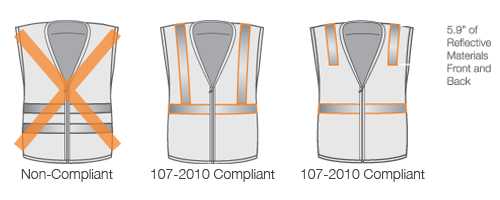 5.9" of
Reflective
Materials
Front and
Back
Non-Compliant
107-2010 Compliant
107-2010 Compliant